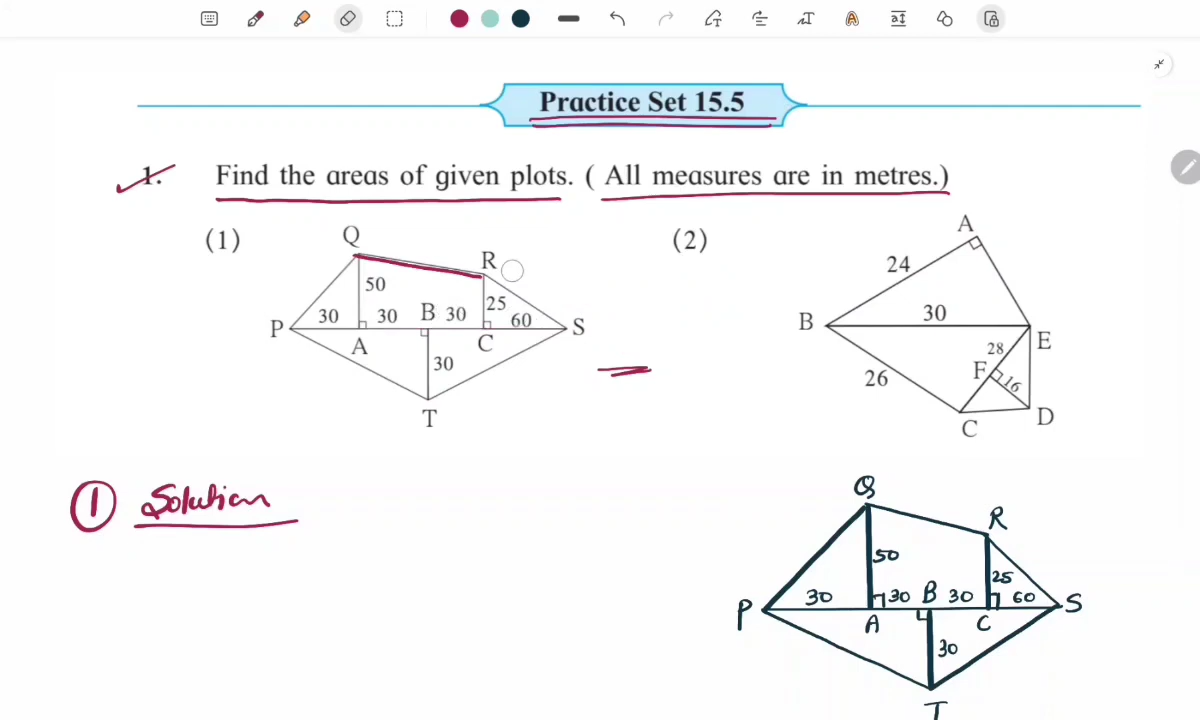 Practice Set 15.5
1. Find the areas of given plots. ( All measures are in metres.)
(1)
Q
R
50
25
P
30
30
B
30
60
S
A
C
30
T
(2)
A
24
B
30
E
28
F
16
26
C
D
① Solution
Q
R
50
25
P
30
30
B
30
60
S
A
C
30
T